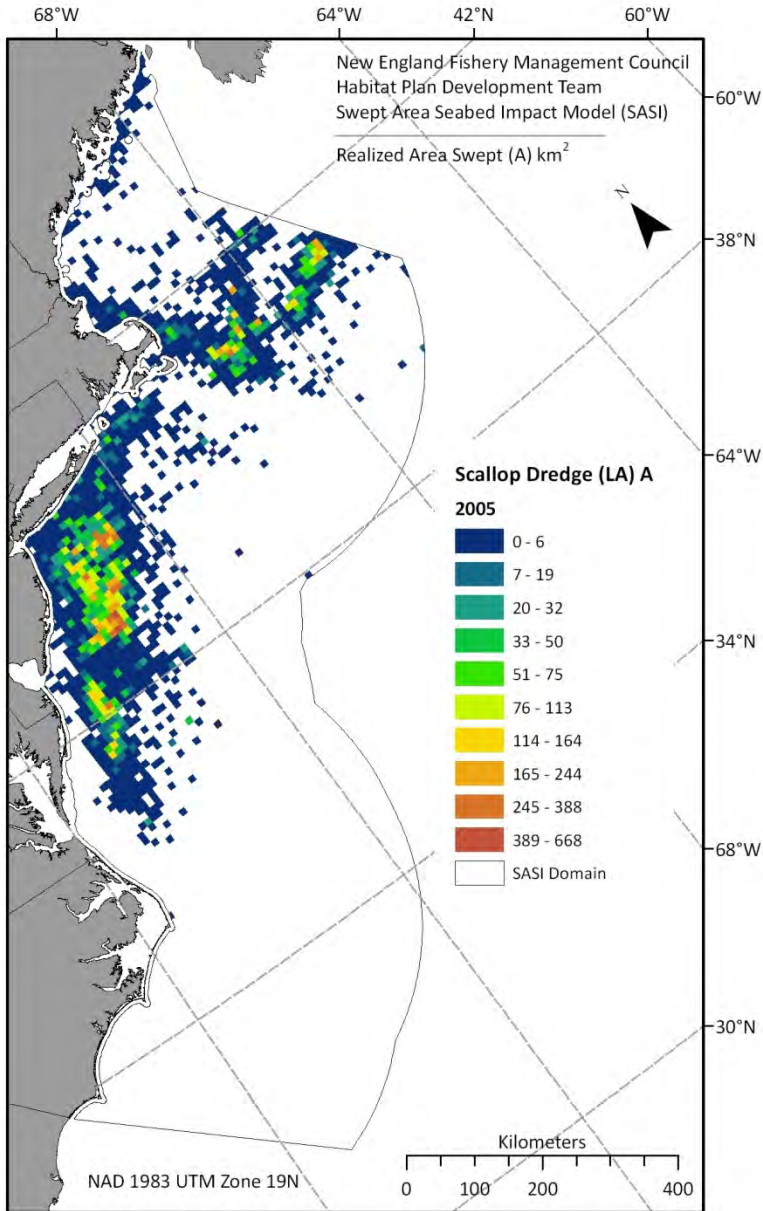 68°W 64°W 42°N 60°W
New England Fishery Management Council
Habitat Plan Development Team
Swept Area Seabed Impact Model (SASI)
Realized Area Swept (A) km²
N
60°W
38°N
64°W
34°N
68°W
30°N
Scallop Dredge (LA) A
2005
0 - 6
7 - 19
20 - 32
33 - 50
51 - 75
76 - 113
114 - 164
165 - 244
245 - 388
389 - 668
SASI Domain
Kilometers
0 100 200 300 400
NAD 1983 UTM Zone 19N